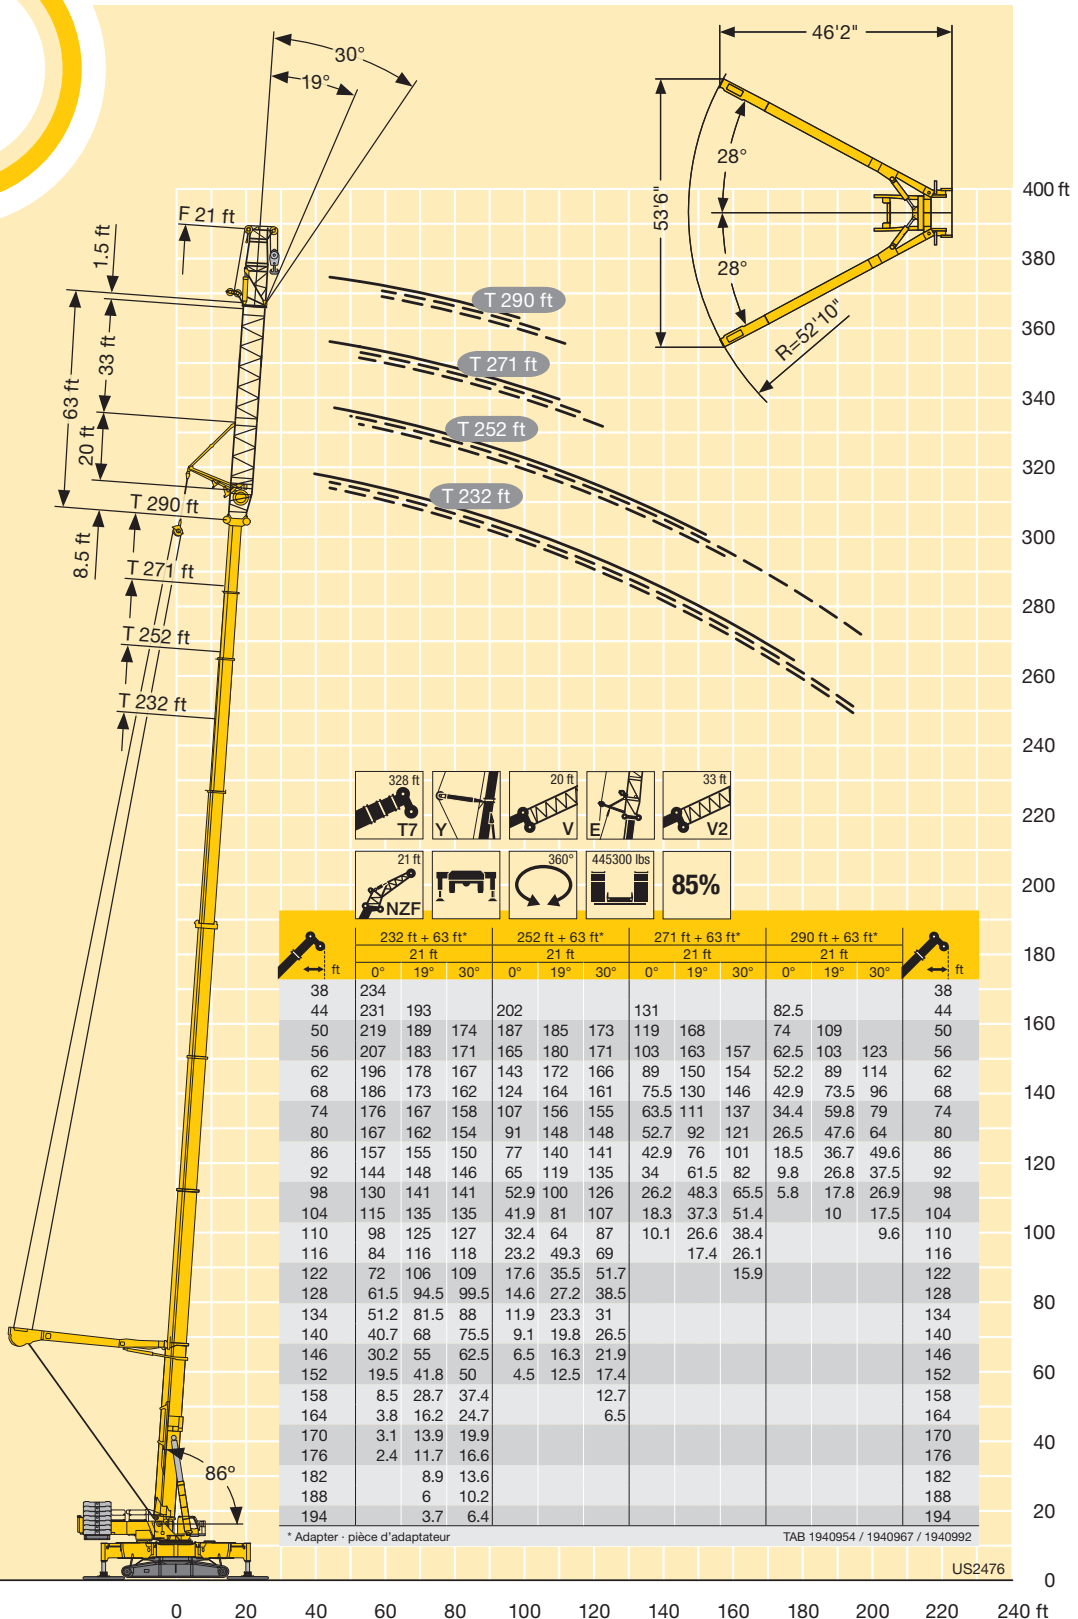 30°
19°
46'2"
28°
53'6"
28°
R=52'10"
F 21 ft
1.5 ft
33 ft
63 ft
20 ft
8.5 ft
T 290 ft
T 271 ft
T 252 ft
T 232 ft
T 290 ft
T 271 ft
T 252 ft
T 232 ft
400 ft
380
360
340
320
300
280
260
240
220
200
180
160
140
120
100
80
60
40
20
0
328 ft
T7
Y
20 ft
V
E
33 ft
V2
21 ft
NZF
360°
445300 lbs
85%
232 ft + 63 ft* 252 ft + 63 ft* 271 ft + 63 ft* 290 ft + 63 ft*
21 ft 21 ft 21 ft 21 ft
ft 0° 19° 30° 0° 19° 30° 0° 19° 30° 0° 19° 30° ft
38 234 38
44 231 193 202 131 82.5 44
50 219 189 174 187 185 173 119 168 74 109 50
56 207 183 171 165 180 171 103 163 157 62.5 103 123 56
62 196 178 167 143 172 166 89 150 154 52.2 89 114 62
68 186 173 162 124 164 161 75.5 130 146 42.9 73.5 96 68
74 176 167 158 107 156 155 63.5 111 137 34.4 59.8 79 74
80 167 162 154 91 148 148 52.7 92 121 26.5 47.6 64 80
86 157 155 150 77 140 141 42.9 76 101 18.5 36.7 49.6 86
92 144 148 146 65 119 135 34 61.5 82 9.8 26.8 37.5 92
98 130 141 141 52.9 100 126 26.2 48.3 65.5 5.8 17.8 26.9 98
104 115 135 135 41.9 81 107 18.3 37.3 51.4 10 17.5 104
110 98 125 127 32.4 64 87 10.1 26.6 38.4 9.6 110
116 84 116 118 23.2 49.3 69 17.4 26.1 116
122 72 106 109 17.6 35.5 51.7 15.9 122
128 61.5 94.5 99.5 14.6 27.2 38.5 128
134 51.2 81.5 88 11.9 23.3 31 134
140 40.7 68 75.5 9.1 19.8 26.5 140
146 30.2 55 62.5 6.5 16.3 21.9 146
152 19.5 41.8 50 4.5 12.5 17.4 152
158 8.5 28.7 37.4 12.7 158
164 3.8 16.2 24.7 6.5 164
170 3.1 13.9 19.9 170
176 2.4 11.7 16.6 176
182 8.9 13.6 182
188 6 10.2 188
194 3.7 6.4 194
* Adapter · pièce d'adaptateur TAB 1940954 / 1940967 / 1940992
86°
US2476
0 20 40 60 80 100 120 140 160 180 200 220 240 ft